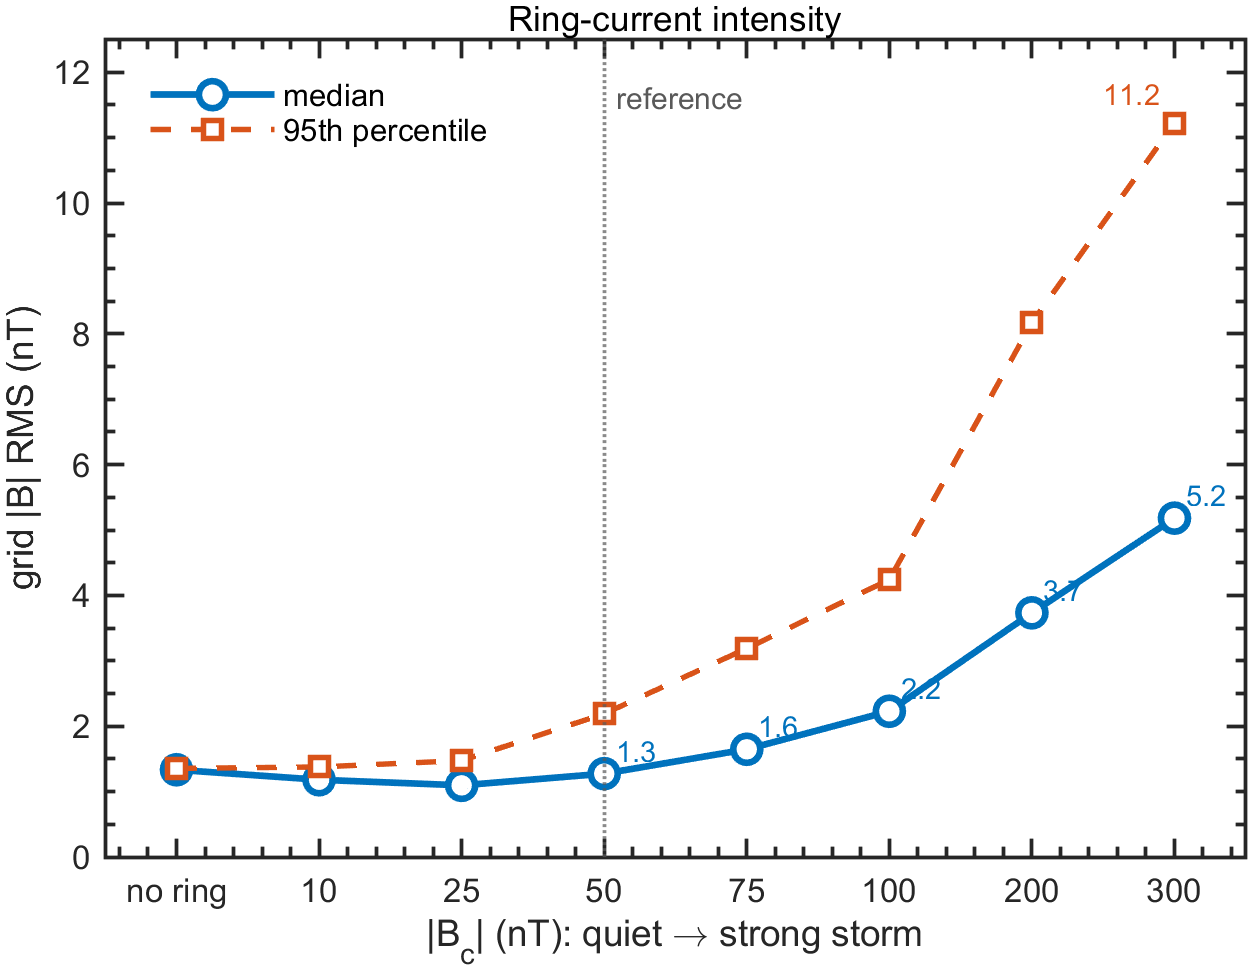 Ring-current intensity
median
95th percentile
reference
11.2
5.2
3.7
2.2
1.6
1.3
12
10
8
6
4
2
0
grid |B| RMS (nT)
no ring 10 25 50 75 100 200 300
|B_c| (nT): quiet → strong storm